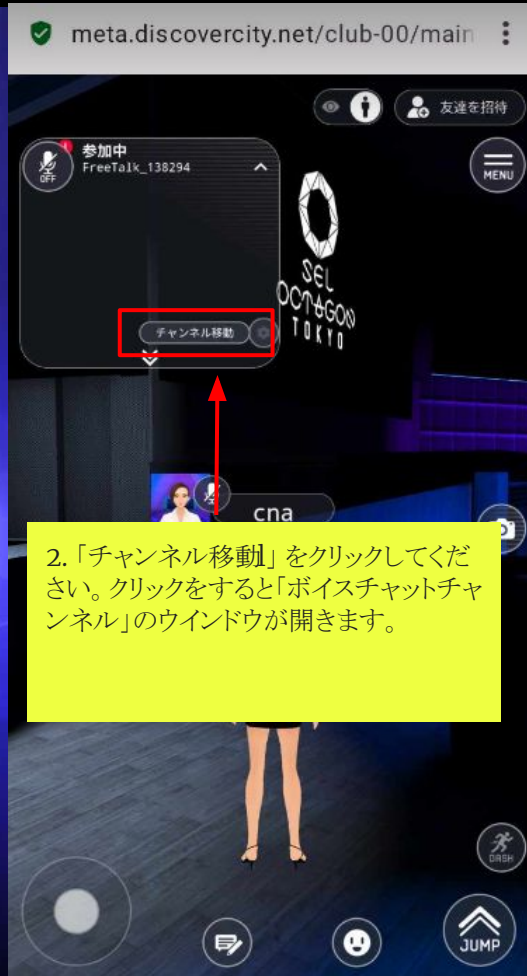 meta.discovercity.net/club-00/main
友達を招待
参加中
FreeTalk_138294
OFF
MENU
SEL
OCTAGON
TOKYO
チャンネル移動
cna
2.「チャンネル移動」をクリックしてくだ
さい。クリックをすると「ボイスチャットチャ
ンネル」のウインドウが開きます。
DASH
JUMP